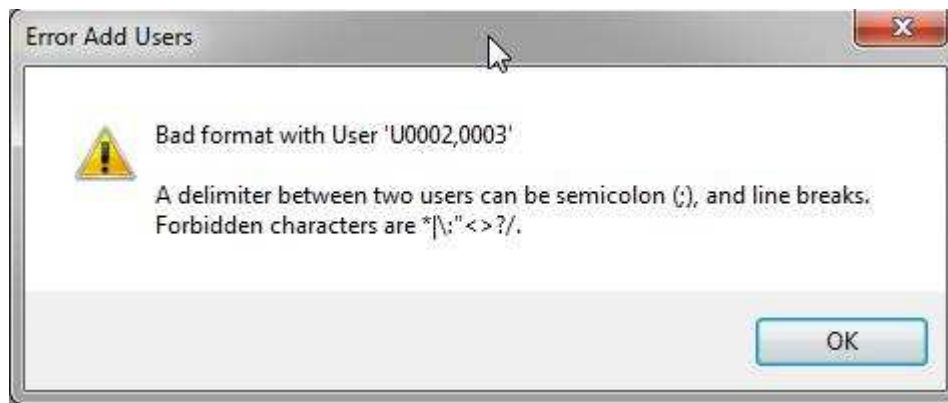 Error Add Users
Bad format with User 'U0002,0003'
A delimiter between two users can be semicolon (;), and line breaks.
Forbidden characters are *|\:"<>?/.
OK